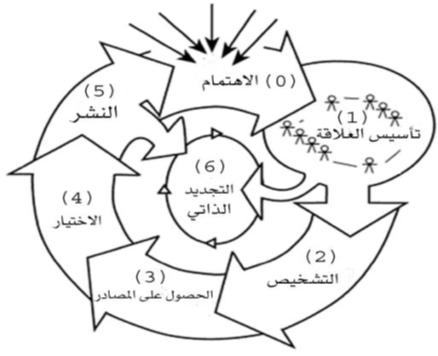 (0) الاهتمام
(1)
تأسيس العلاقة
(2)
التشخيص
(3)
الحصول على المصادر
(4)
الاختيار
(5)
النشر
(6)
التجديد
الذاتي